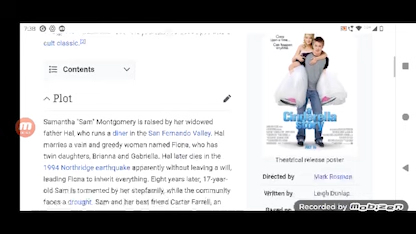 cult classic.[3]
Contents
Plot
Samantha "Sam" Montgomery is raised by her widowed
father Hal, who runs a diner in the San Fernando Valley. Hal
marries a vain and greedy woman named Fiona, who has
twin daughters, Brianna and Gabriella. Hal later dies in the
1994 Northridge earthquake apparently without leaving a will,
leading Fiona to inherit everything. Eight years later, 17-year-
old Sam is tormented by her stepfamily, while the community
faces a drought. Sam and her best friend Carter Farrell, an
A Cinderella Story
Theatrical release poster
Directed by Mark Rosman
Written by Leigh Dunlap
Recorded by Mobizen